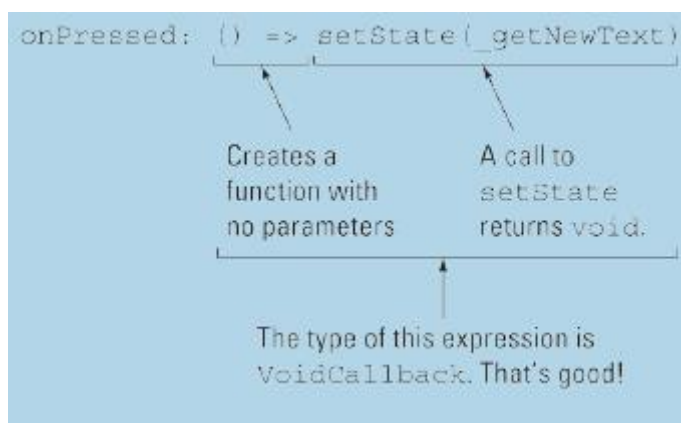 onPressed: () => setState(_getNewText)
Creates a
function with
no parameters
A call to
setState
returns void.
The type of this expression is
VoidCallback. That's good!